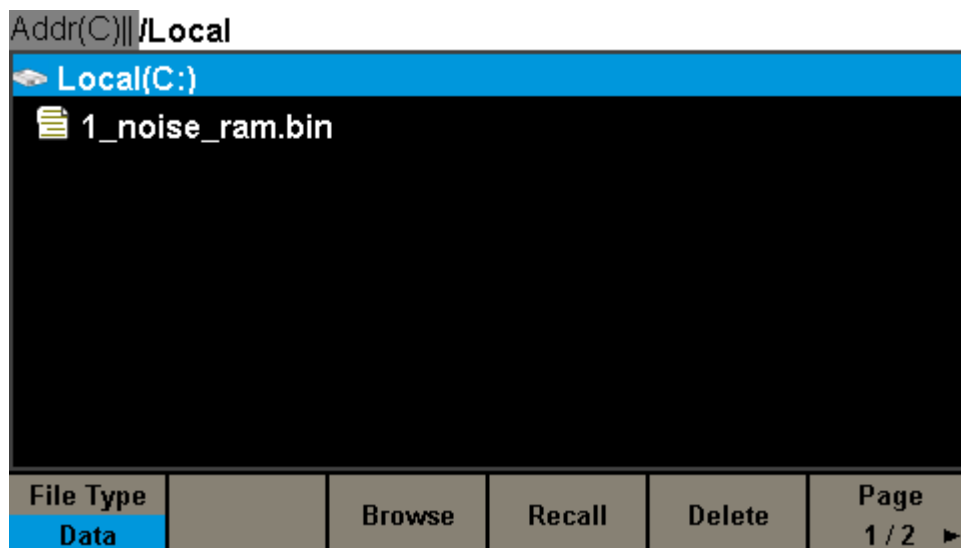 Addr(C)|| /Local
Local(C:)
1_noise_ram.bin
File Type
Data
Browse
Recall
Delete
Page
1 / 2 ►